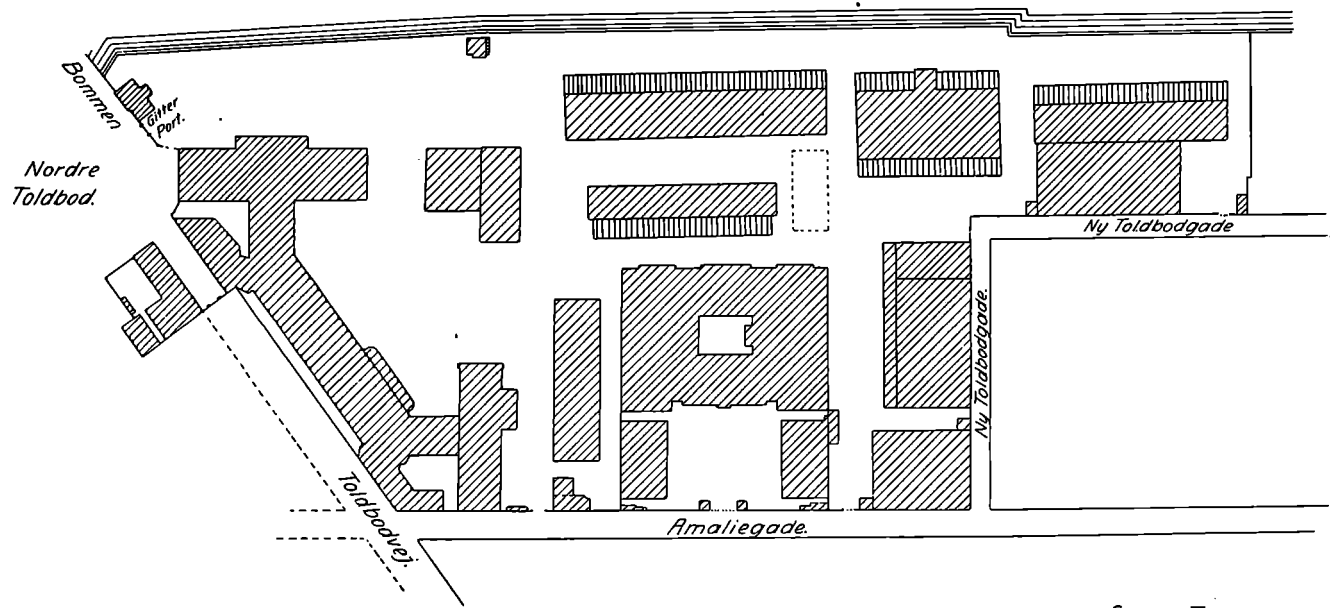 Bommen
Gitter
Port.
Nordre
Toldbod.
Ny Toldbodgade
Ny Toldbodgade.
Amaliegade.
Toldbodvej.